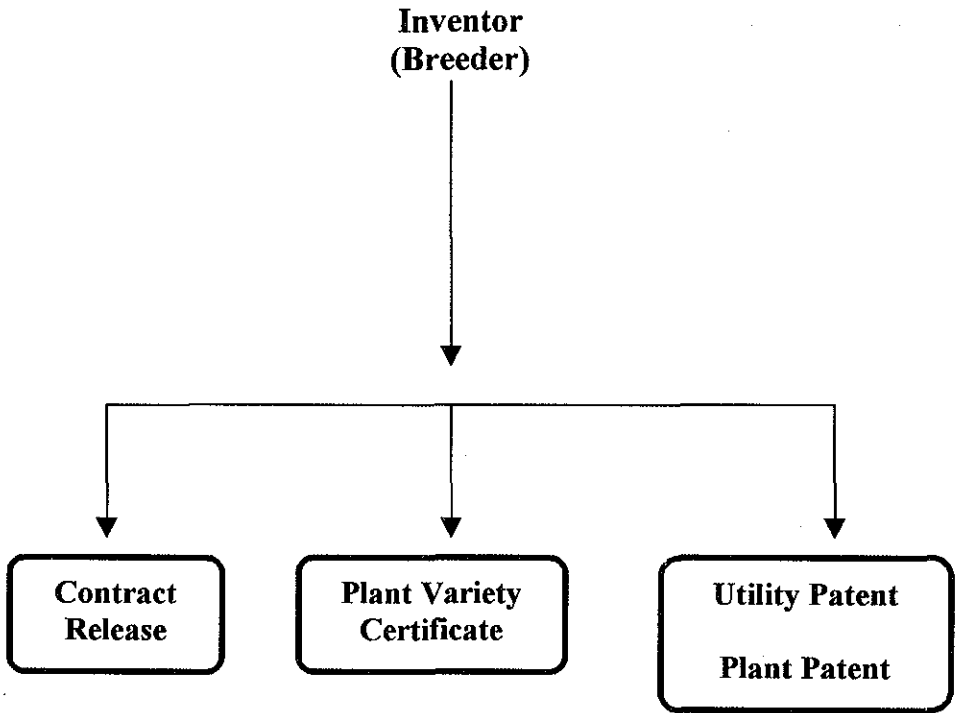 Inventor
(Breeder)
Contract
Release
Plant Variety
Certificate
Utility Patent
Plant Patent